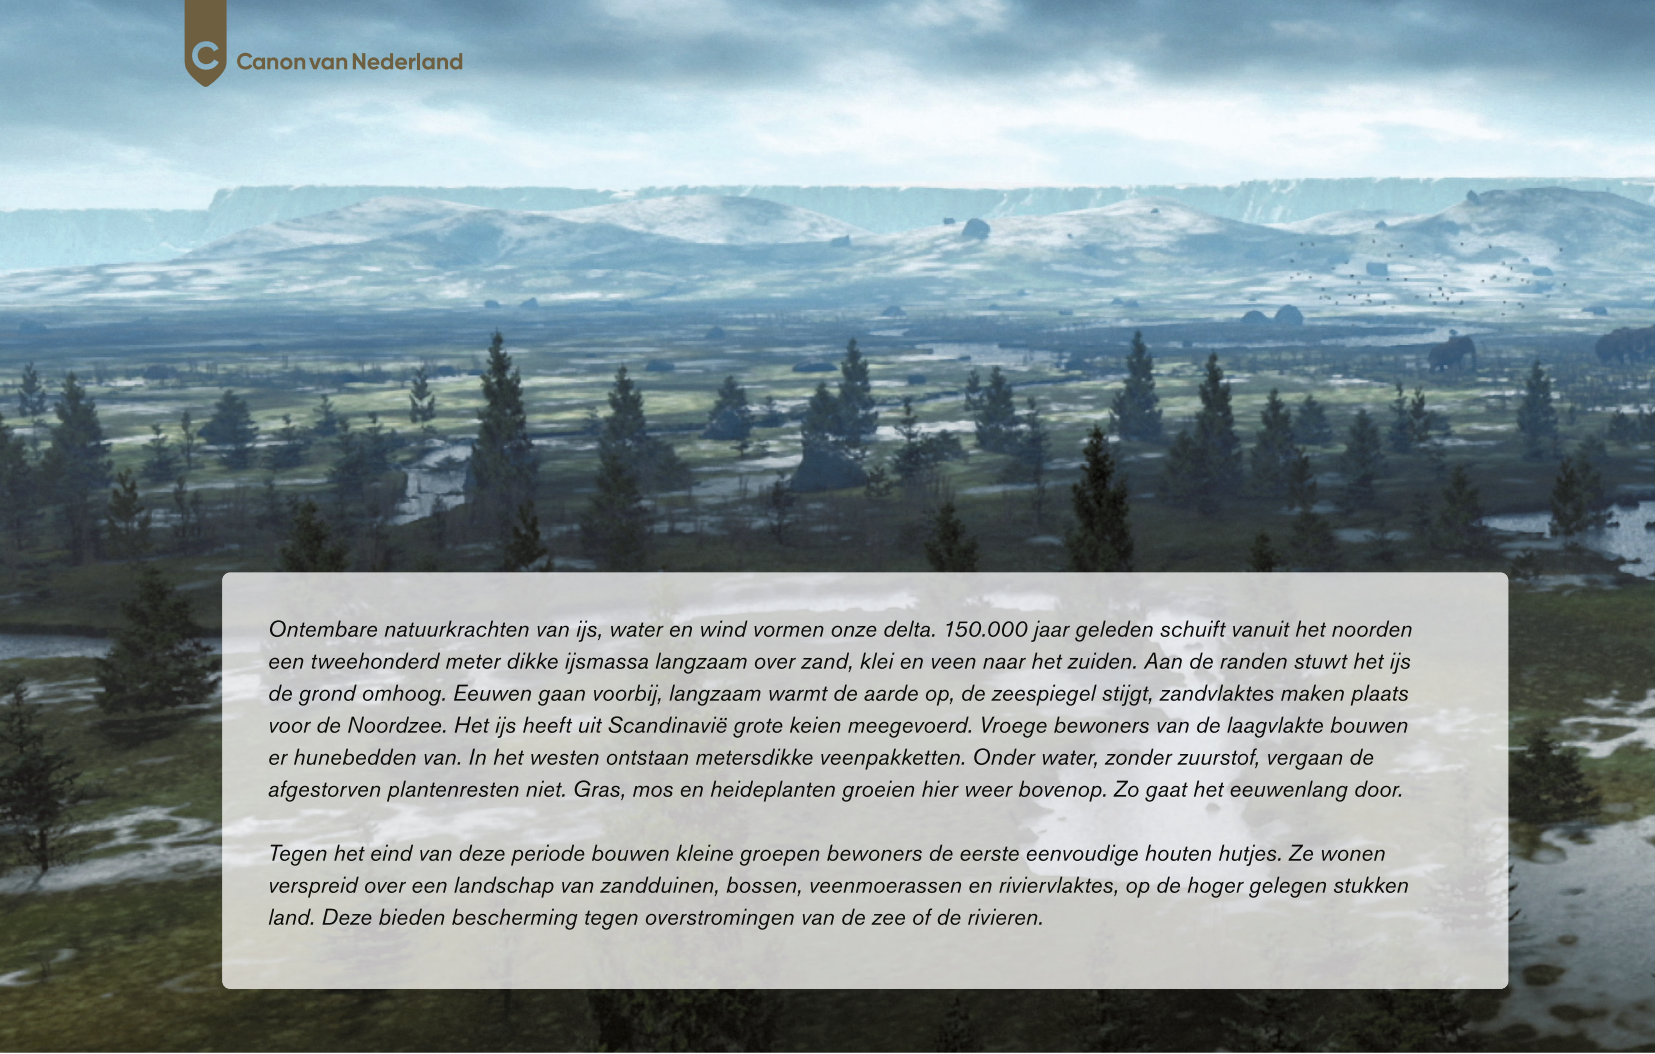 C Canon van Nederland
Ontembare natuurkrachten van ijs, water en wind vormen onze delta. 150.000 jaar geleden schuift vanuit het noorden
een tweehonderd meter dikke ijsmassa langzaam over zand, klei en veen naar het zuiden. Aan de randen stuwt het ijs
de grond omhoog. Eeuwen gaan voorbij, langzaam warmt de aarde op, de zeespiegel stijgt, zandvlaktes maken plaats
voor de Noordzee. Het ijs heeft uit Scandinavië grote keien meegevoerd. Vroege bewoners van de laagvlakte bouwen
er hunebedden van. In het westen ontstaan metersdikke veenpakketten. Onder water, zonder zuurstof, vergaan de
afgestorven plantenresten niet. Gras, mos en heideplanten groeien hier weer bovenop. Zo gaat het eeuwenlang door.
Tegen het eind van deze periode bouwen kleine groepen bewoners de eerste eenvoudige houten hutjes. Ze wonen
verspreid over een landschap van zandduinen, bossen, veenmoerassen en riviervlaktes, op de hoger gelegen stukken
land. Deze bieden bescherming tegen overstromingen van de zee of de rivieren.